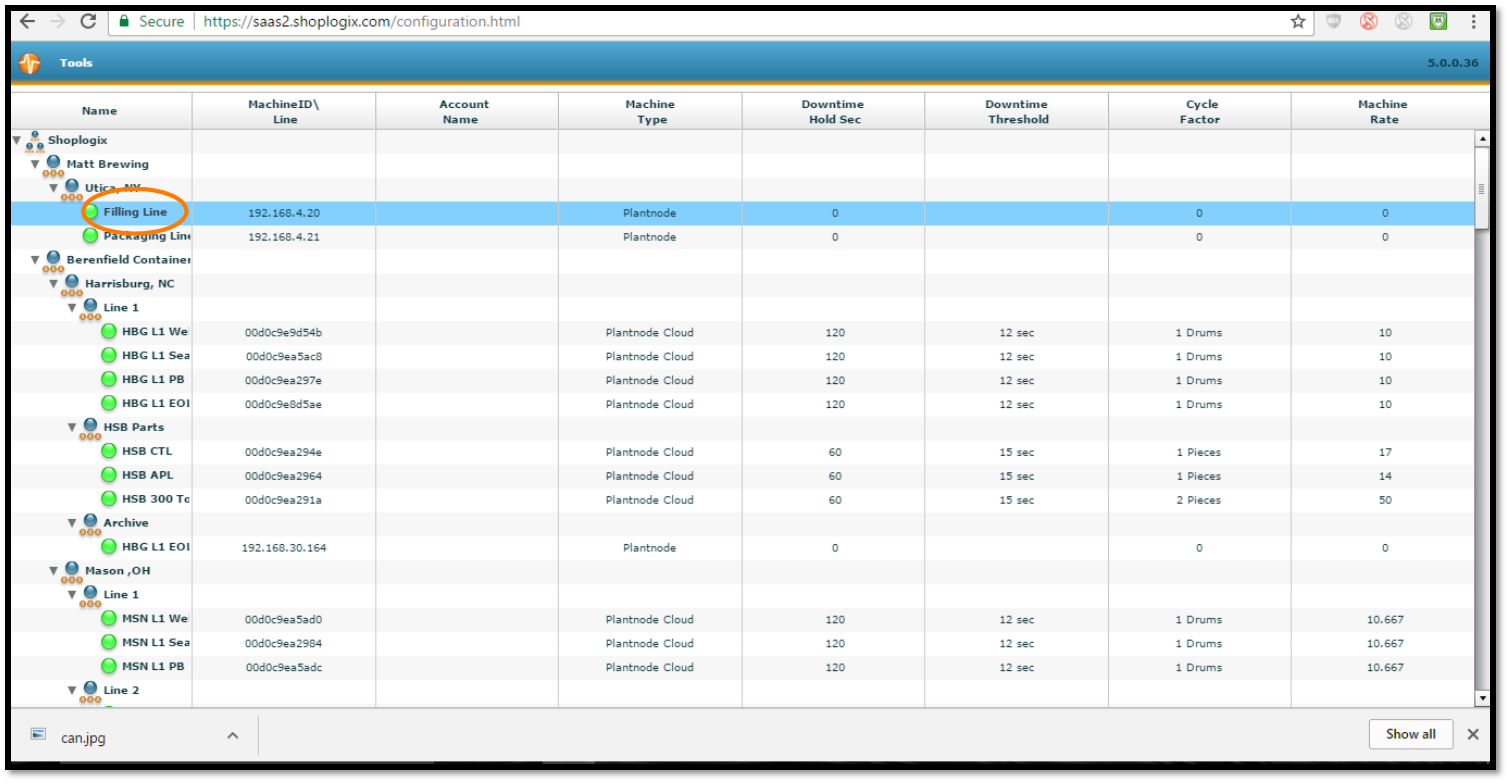 Secure https://saas2.shoplogix.com/configuration.html
Tools 5.0.0.36
Name MachineID\ Line Account Name Machine Type Downtime Hold Sec Downtime Threshold Cycle Factor Machine Rate
Shoplogix
Matt Brewing
Utica, NY
Filling Line 192.168.4.20 Plantnode 0 0 0
Packaging Line 192.168.4.21 Plantnode 0 0 0
Berenfield Container
Harrisburg, NC
Line 1
HBG L1 We 00d0c9e9d54b Plantnode Cloud 120 12 sec 1 Drums 10
HBG L1 Sea 00d0c9ea5ac8 Plantnode Cloud 120 12 sec 1 Drums 10
HBG L1 PB 00d0c9ea297e Plantnode Cloud 120 12 sec 1 Drums 10
HBG L1 EOL 00d0c9e8d5ae Plantnode Cloud 120 12 sec 1 Drums 10
HSB Parts
HSB CTL 00d0c9ea294e Plantnode Cloud 60 15 sec 1 Pieces 17
HSB APL 00d0c9ea2964 Plantnode Cloud 60 15 sec 1 Pieces 14
HSB 300 To 00d0c9ea291a Plantnode Cloud 60 15 sec 2 Pieces 50
Archive
HBG L1 EOL 192.168.30.164 Plantnode 0 0 0
Mason ,OH
Line 1
MSN L1 We 00d0c9ea5ad0 Plantnode Cloud 120 12 sec 1 Drums 10.667
MSN L1 Sea 00d0c9ea2984 Plantnode Cloud 120 12 sec 1 Drums 10.667
MSN L1 PB 00d0c9ea5adc Plantnode Cloud 120 12 sec 1 Drums 10.667
Line 2
can.jpg Show all